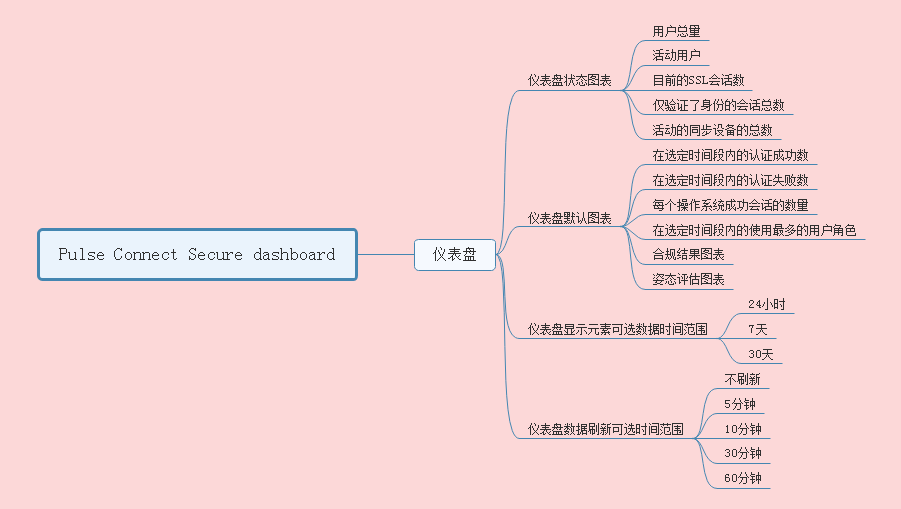 Pulse Connect Secure dashboard
仪表盘
仪表盘状态图表
用户总量
活动用户
目前的SSL会话数
仅验证了身份的会话总数
活动的同步设备的总数
仪表盘默认图表
在选定时间段内的认证成功数
在选定时间段内的认证失败数
每个操作系统成功会话的数量
在选定时间段内的使用最多的用户角色
合规结果图表
姿态评估图表
仪表盘显示元素可选数据时间范围
24小时
7天
30天
仪表盘数据刷新可选时间范围
不刷新
5分钟
10分钟
30分钟
60分钟